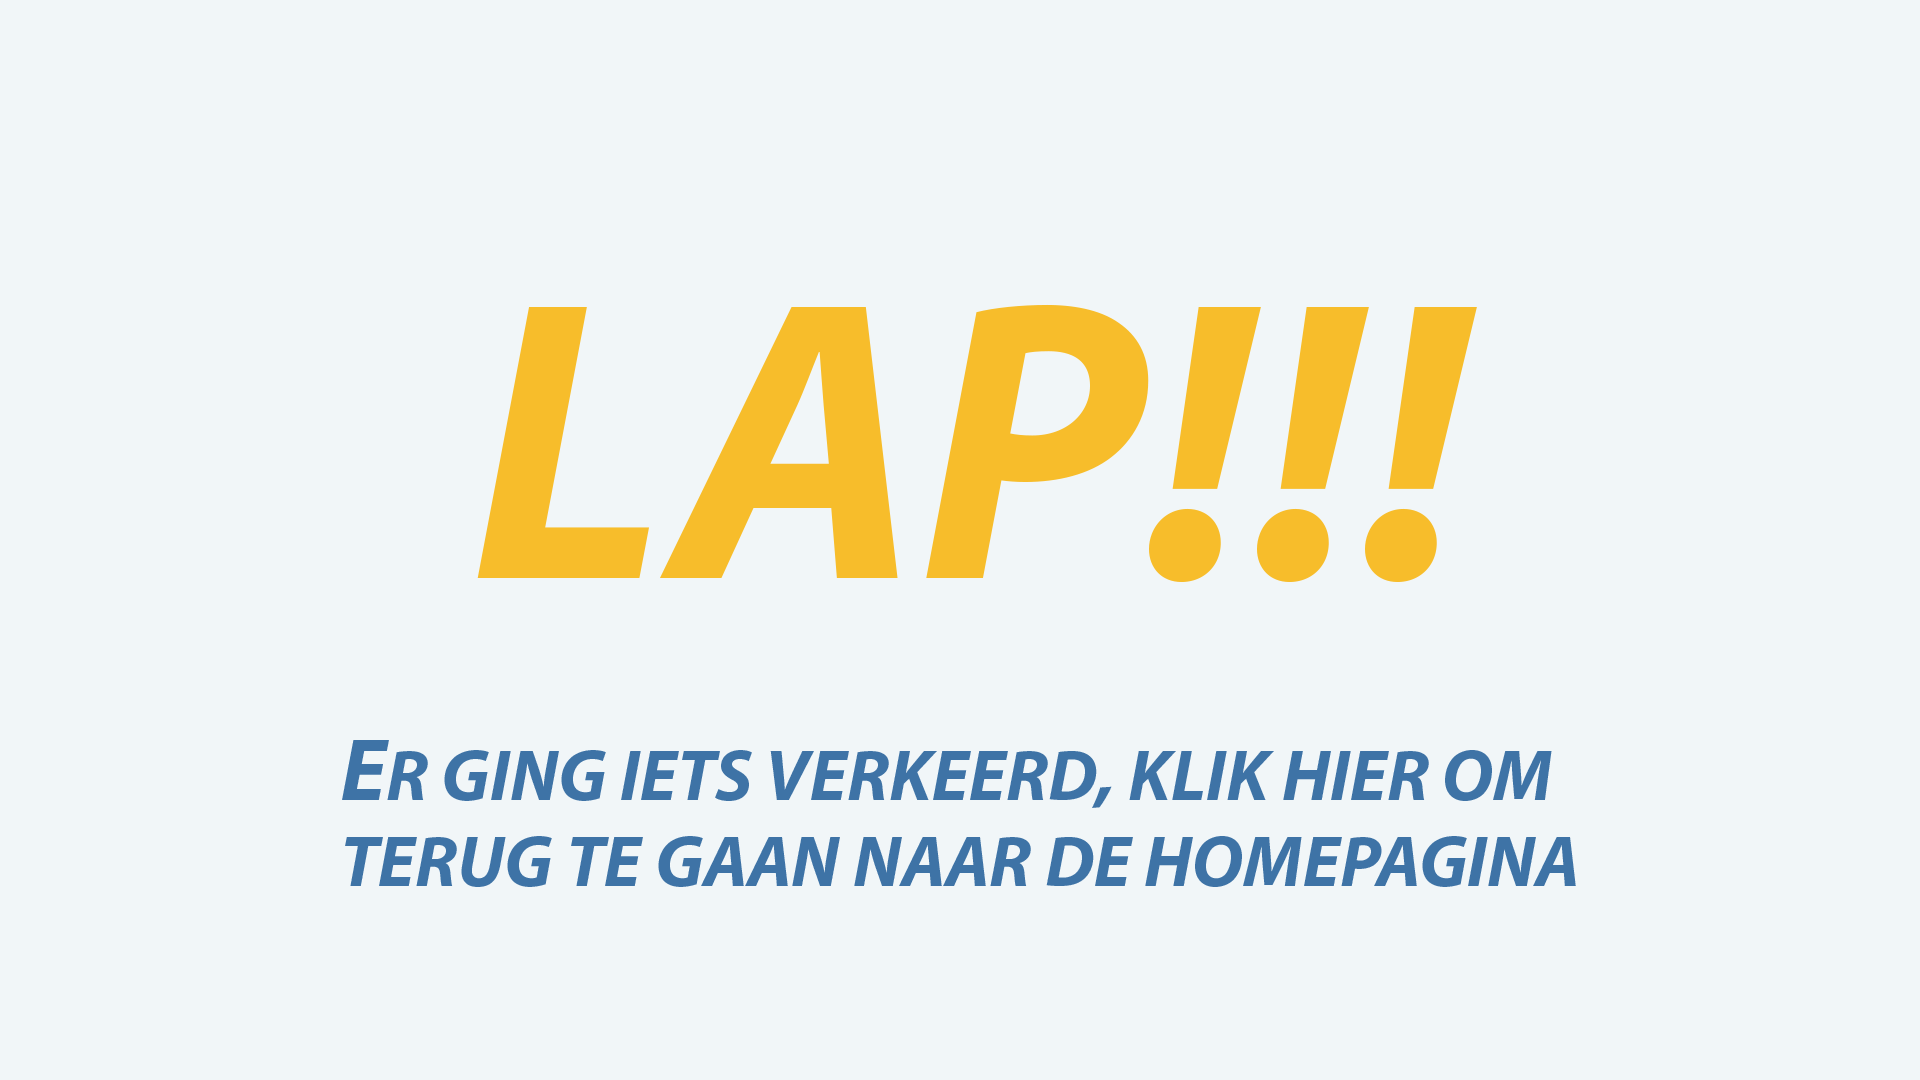 LAP!!!
ER GING IETS VERKEERD, KLIK HIER OM
TERUG TE GAAN NAAR DE HOMEPAGINA